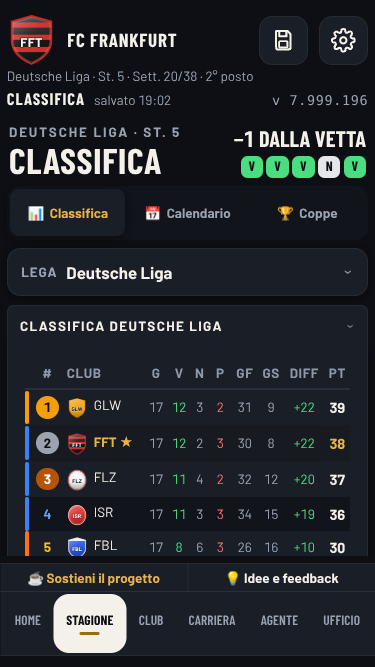 FFT
FC FRANKFURT
Deutsche Liga · St. 5 · Sett. 20/38 · 2° posto
CLASSIFICA salvato 19:02 v 7.999.196
DEUTSCHE LIGA · ST. 5
CLASSIFICA
−1 DALLA VETTA
V V V N V
Classifica Calendario Coppe
LEGA Deutsche Liga
CLASSIFICA DEUTSCHE LIGA
# CLUB G V N P GF GS DIFF PT
1 GLW GLW 17 12 3 2 31 9 +22 39
2 FFT ★ 17 12 2 3 30 8 +22 38
3 FLZ FLZ 17 11 4 2 32 12 +20 37
4 ISR ISR 17 11 3 3 34 15 +19 36
5 FBL FBL 17 8 6 3 26 16 +10 30
Sostieni il progetto Idee e feedback
HOME STAGIONE CLUB CARRIERA AGENTE UFFICIO